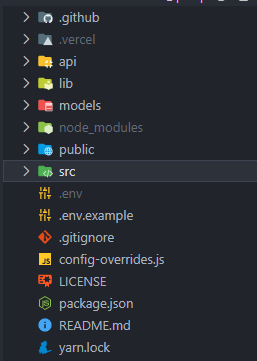 .github
.vercel
api
lib
models
node_modules
public
src
.env
.env.example
.gitignore
JS config-overrides.js
LICENSE
package.json
README.md
yarn.lock